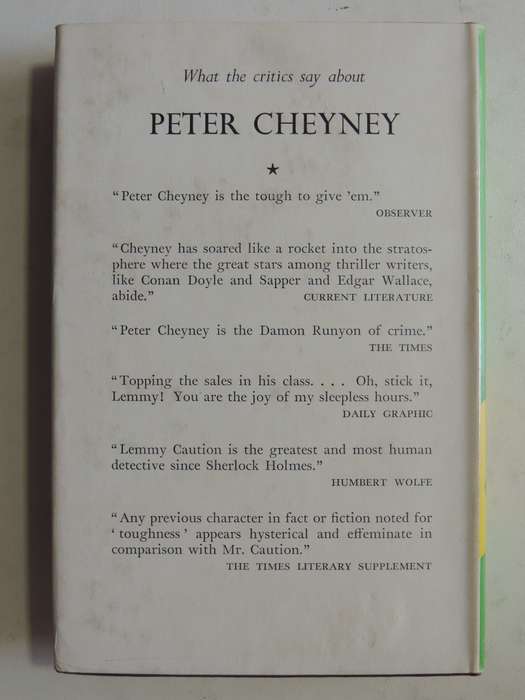 What the critics say about
PETER CHEYNEY
★
“Peter Cheyney is the tough to give ’em.”
OBSERVER
“Cheyney has soared like a rocket into the stratos-
phere where the great stars among thriller writers,
like Conan Doyle and Sapper and Edgar Wallace,
abide.” CURRENT LITERATURE
“Peter Cheyney is the Damon Runyon of crime.”
THE TIMES
“Topping the sales in his class. . . . Oh, stick it,
Lemmy! You are the joy of my sleepless hours.”
DAILY GRAPHIC
“Lemmy Caution is the greatest and most human
detective since Sherlock Holmes.”
HUMBERT WOLFE
“Any previous character in fact or fiction noted for
‘toughness’ appears hysterical and effeminate in
comparison with Mr. Caution.”
THE TIMES LITERARY SUPPLEMENT